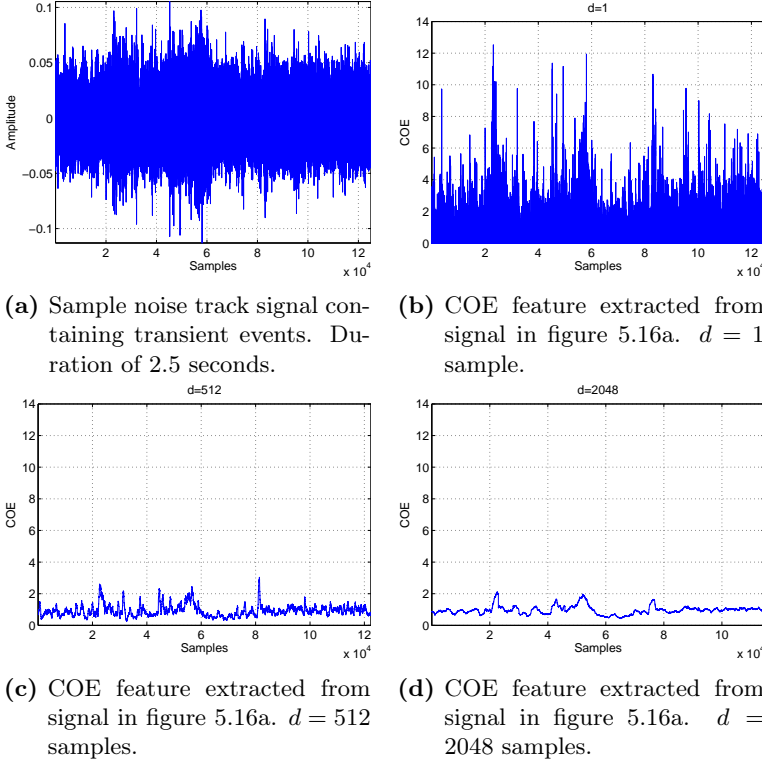 0.1
0.05
0
−0.05
−0.1
Amplitude
2 4 6 8 10 12
Samples
x 10^4
d=1
14
12
10
8
6
4
2
0
COE
2 4 6 8 10 12
Samples
x 10^4
(a) Sample noise track signal con-
taining transient events. Du-
ration of 2.5 seconds.
(b) COE feature extracted from
signal in figure 5.16a. d = 1
sample.
d=512
14
12
10
8
6
4
2
0
COE
2 4 6 8 10 12
Samples
x 10^4
d=2048
14
12
10
8
6
4
2
0
COE
2 4 6 8 10 12
Samples
x 10^4
(c) COE feature extracted from
signal in figure 5.16a. d = 512
samples.
(d) COE feature extracted from
signal in figure 5.16a. d =
2048 samples.